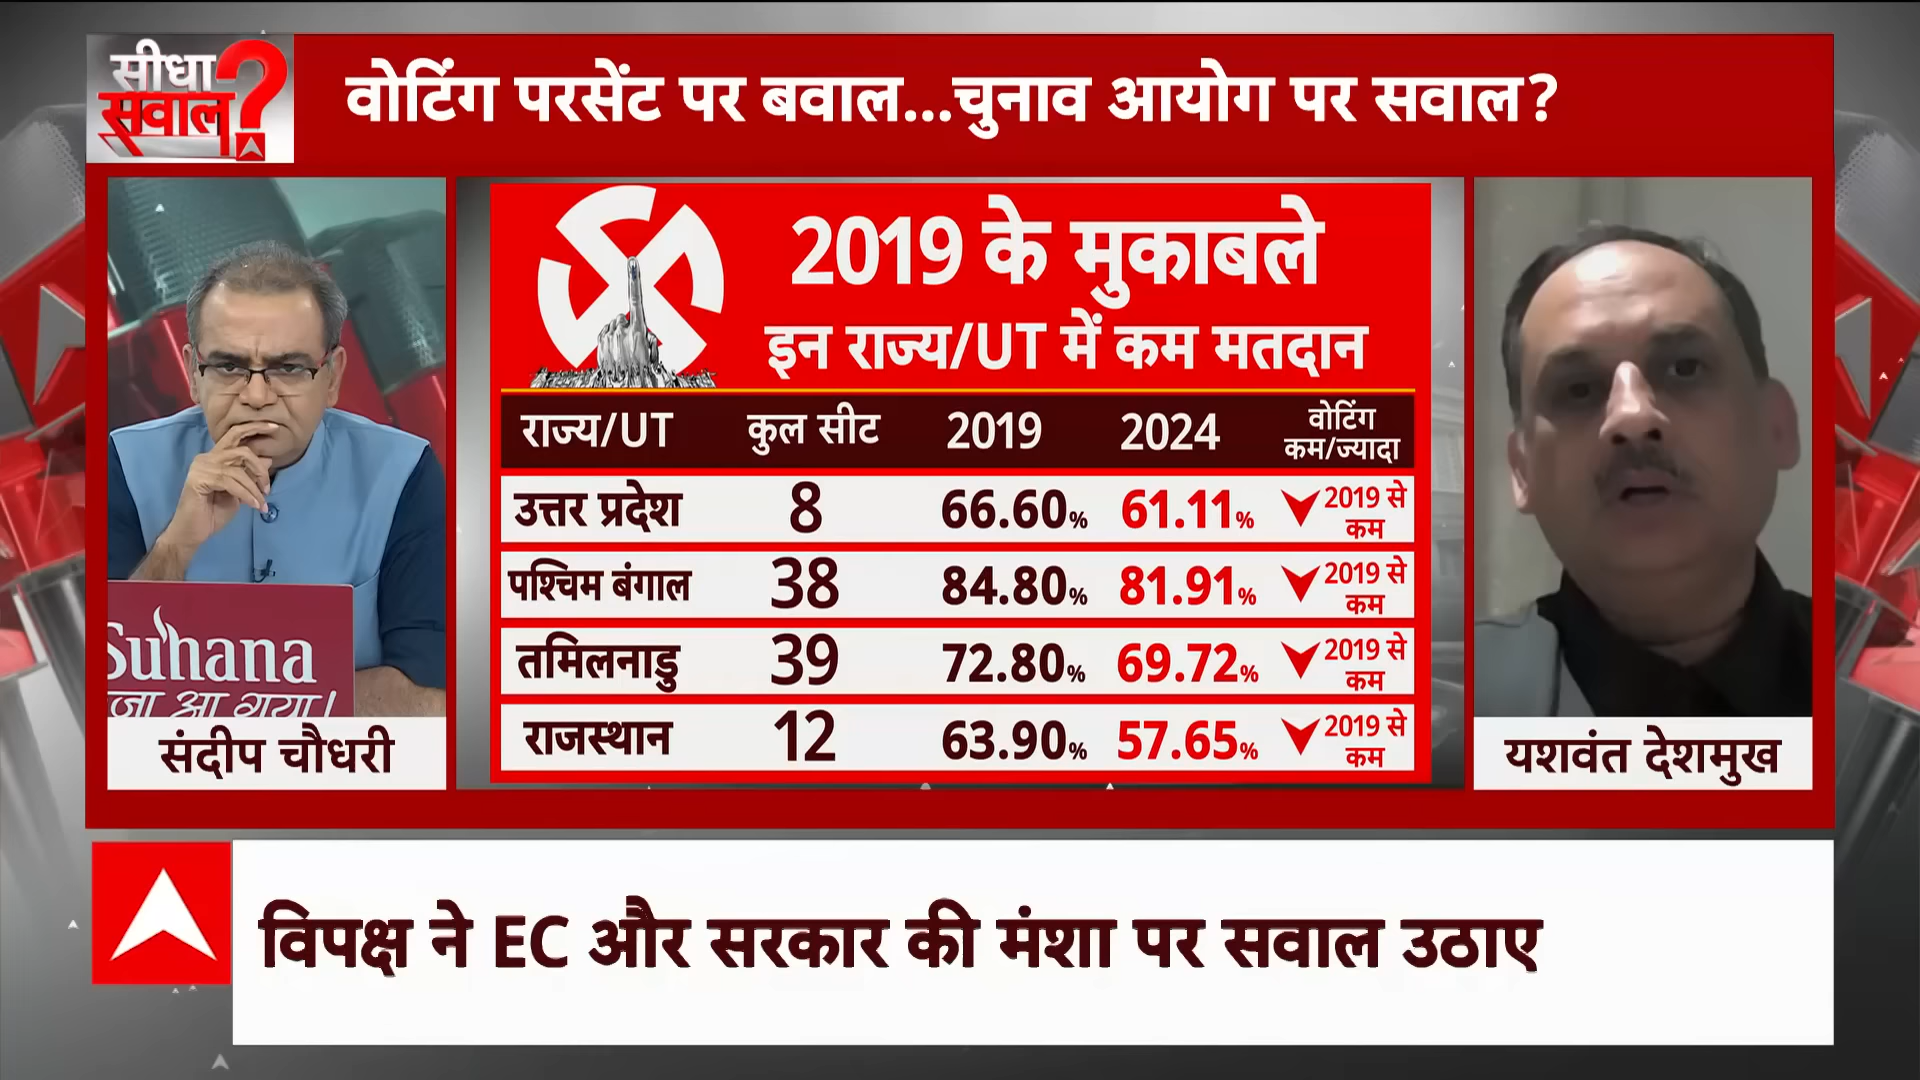 सीधा
सवाल?
वोटिंग परसेंट पर बवाल...चुनाव आयोग पर सवाल?
2019 के मुकाबले
इन राज्य/UT में कम मतदान
राज्य/UT कुल सीट 2019 2024 वोटिंग कम/ज्यादा
उत्तर प्रदेश 8 66.60% 61.11% 2019 से कम
पश्चिम बंगाल 38 84.80% 81.91% 2019 से कम
तमिलनाडु 39 72.80% 69.72% 2019 से कम
राजस्थान 12 63.90% 57.65% 2019 से कम
Suhana
आ गया!
संदीप चौधरी
यशवंत देशमुख
विपक्ष ने EC और सरकार की मंशा पर सवाल उठाए